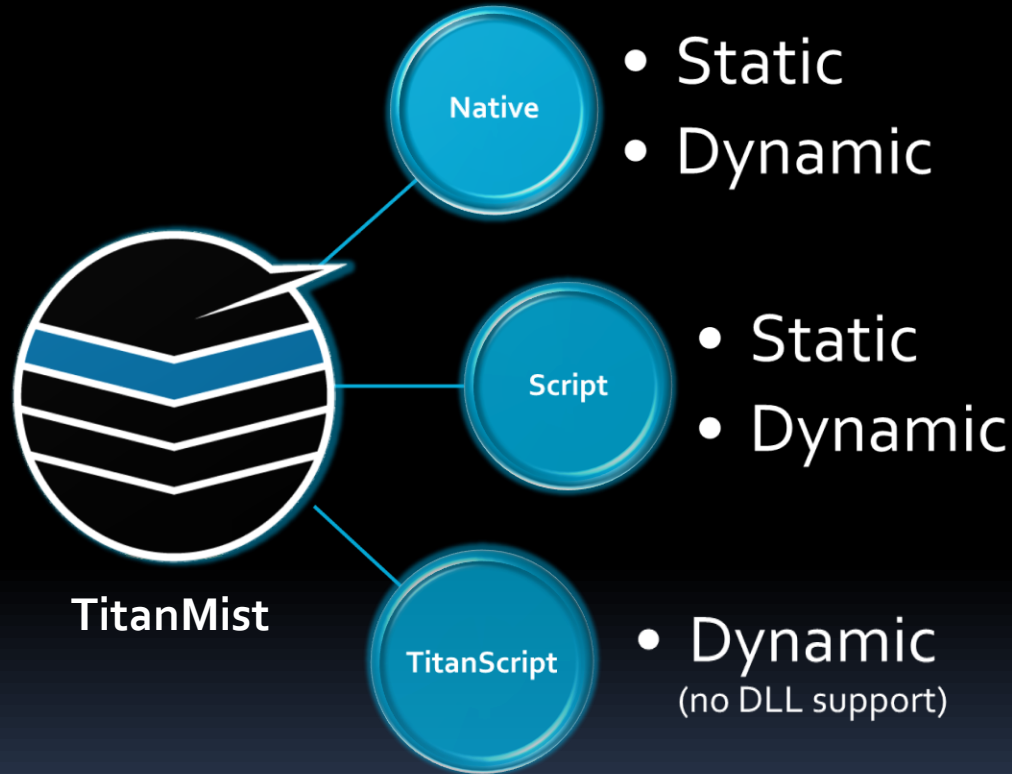 Native
• Static
• Dynamic
Script
• Static
• Dynamic
TitanMist
TitanScript
• Dynamic
(no DLL support)